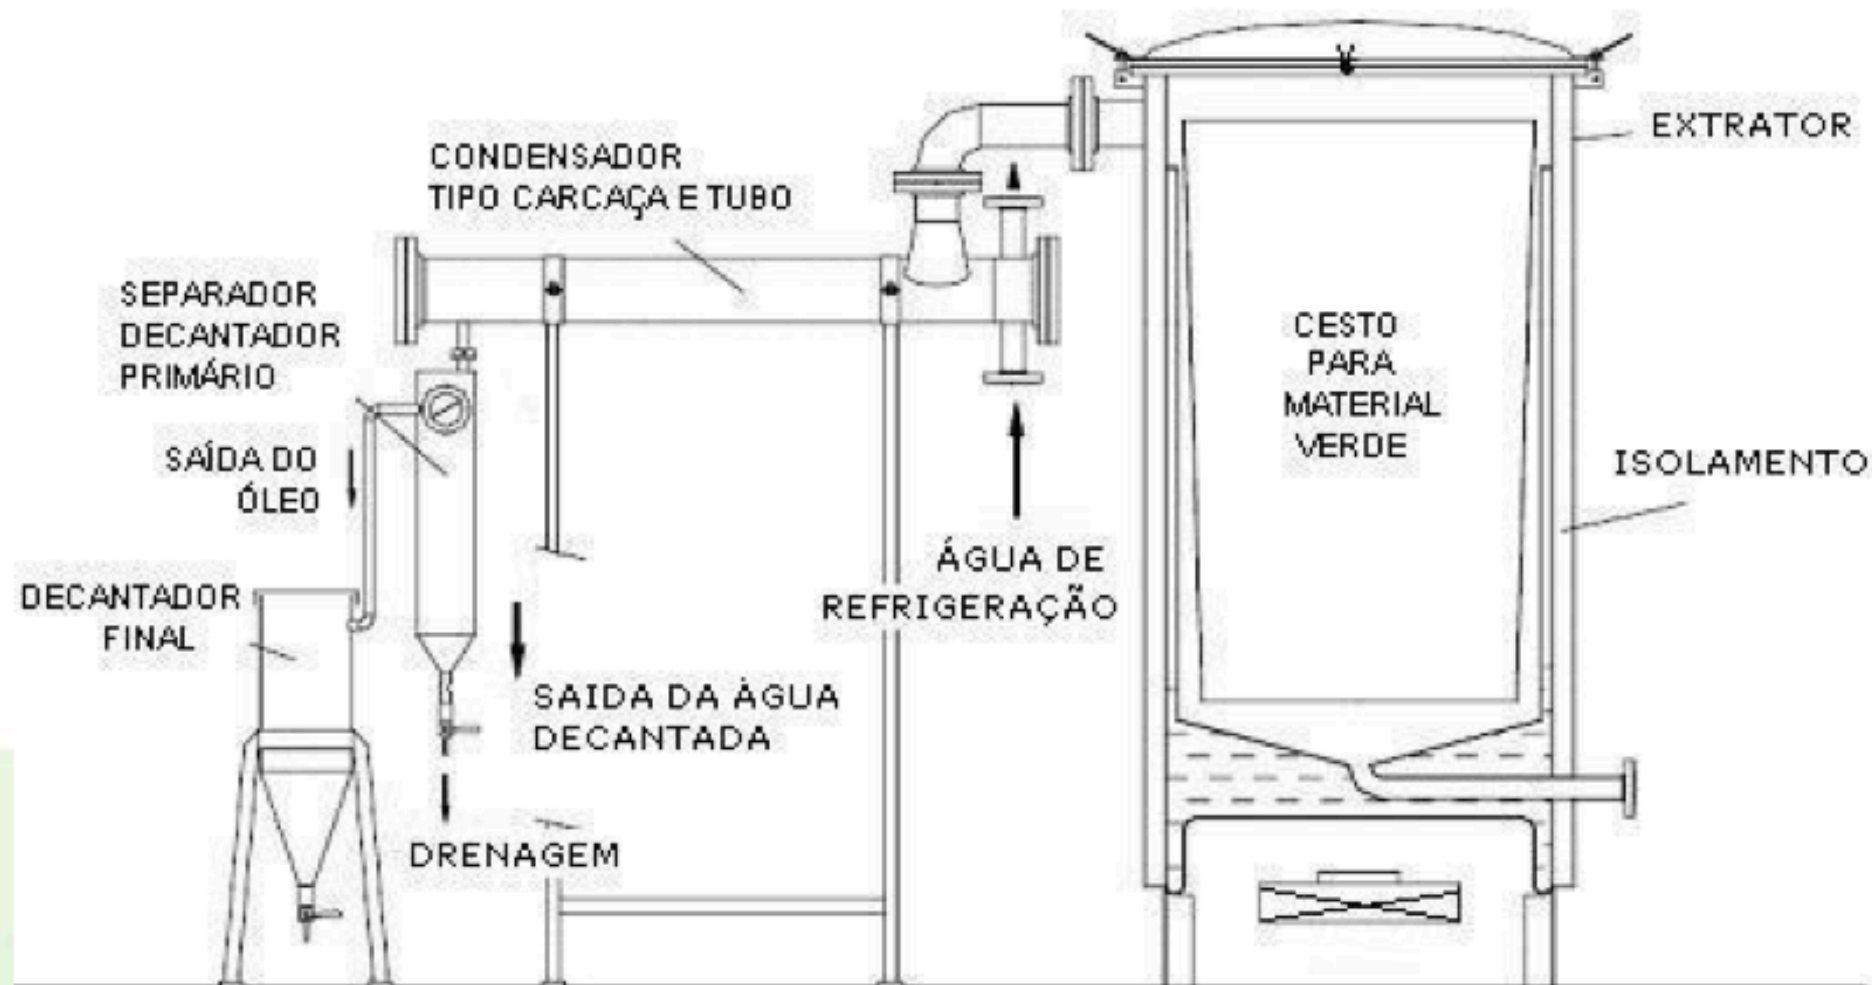 EXTRATOR
CONDENSADOR
TIPO CARCAÇA E TUBO
SEPARADOR
DECANTADOR
PRIMÁRIO
CESTO
PARA
MATERIAL
VERDE
SAÍDA DO
ÓLEO
ISOLAMENTO
ÁGUA DE
REFRIGERAÇÃO
DECANTADOR
FINAL
SAIDA DA ÁGUA
DECANTADA
DRENAGEM